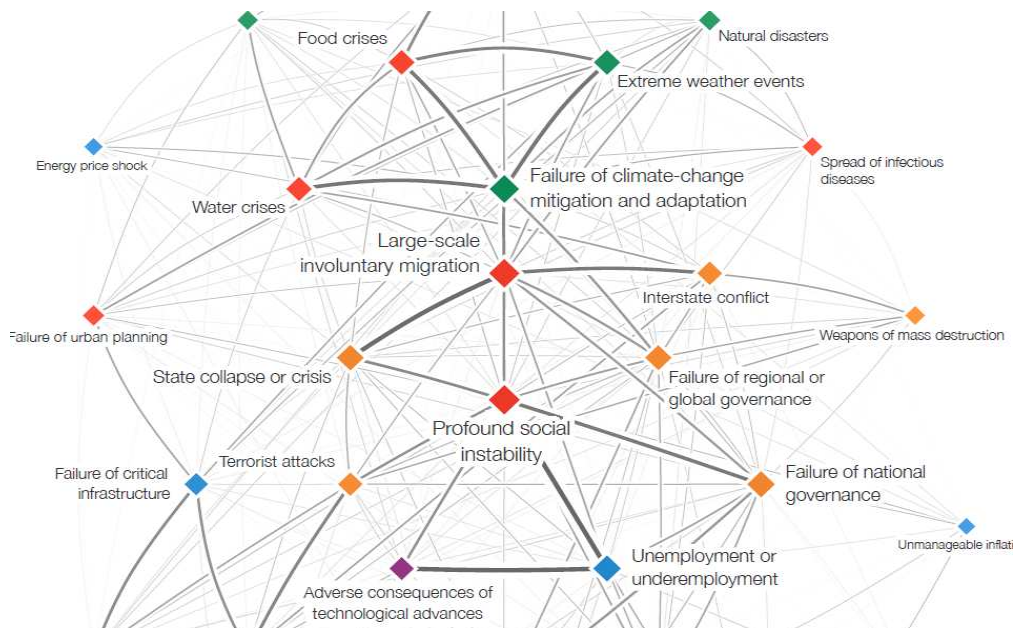 Food crises
Natural disasters
Extreme weather events
Energy price shock
Spread of infectious
diseases
Failure of climate-change
mitigation and adaptation
Water crises
Large-scale
involuntary migration
Interstate conflict
Failure of urban planning
Weapons of mass destruction
State collapse or crisis
Failure of regional or
global governance
Profound social
instability
Terrorist attacks
Failure of critical
infrastructure
Failure of national
governance
Unmanageable inflati
Unemployment or
underemployment
Adverse consequences of
technological advances